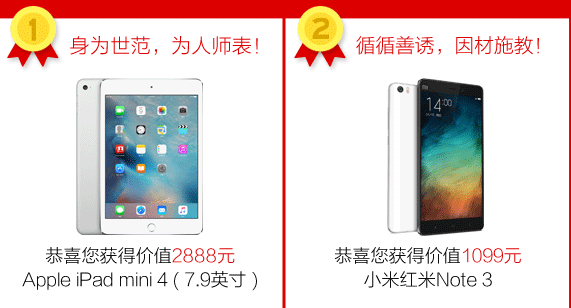 1
身为世范，为人师表！
恭喜您获得价值2888元
Apple iPad mini 4（7.9英寸）
2
循循善诱，因材施教！
14:00
恭喜您获得价值1099元
小米红米Note 3